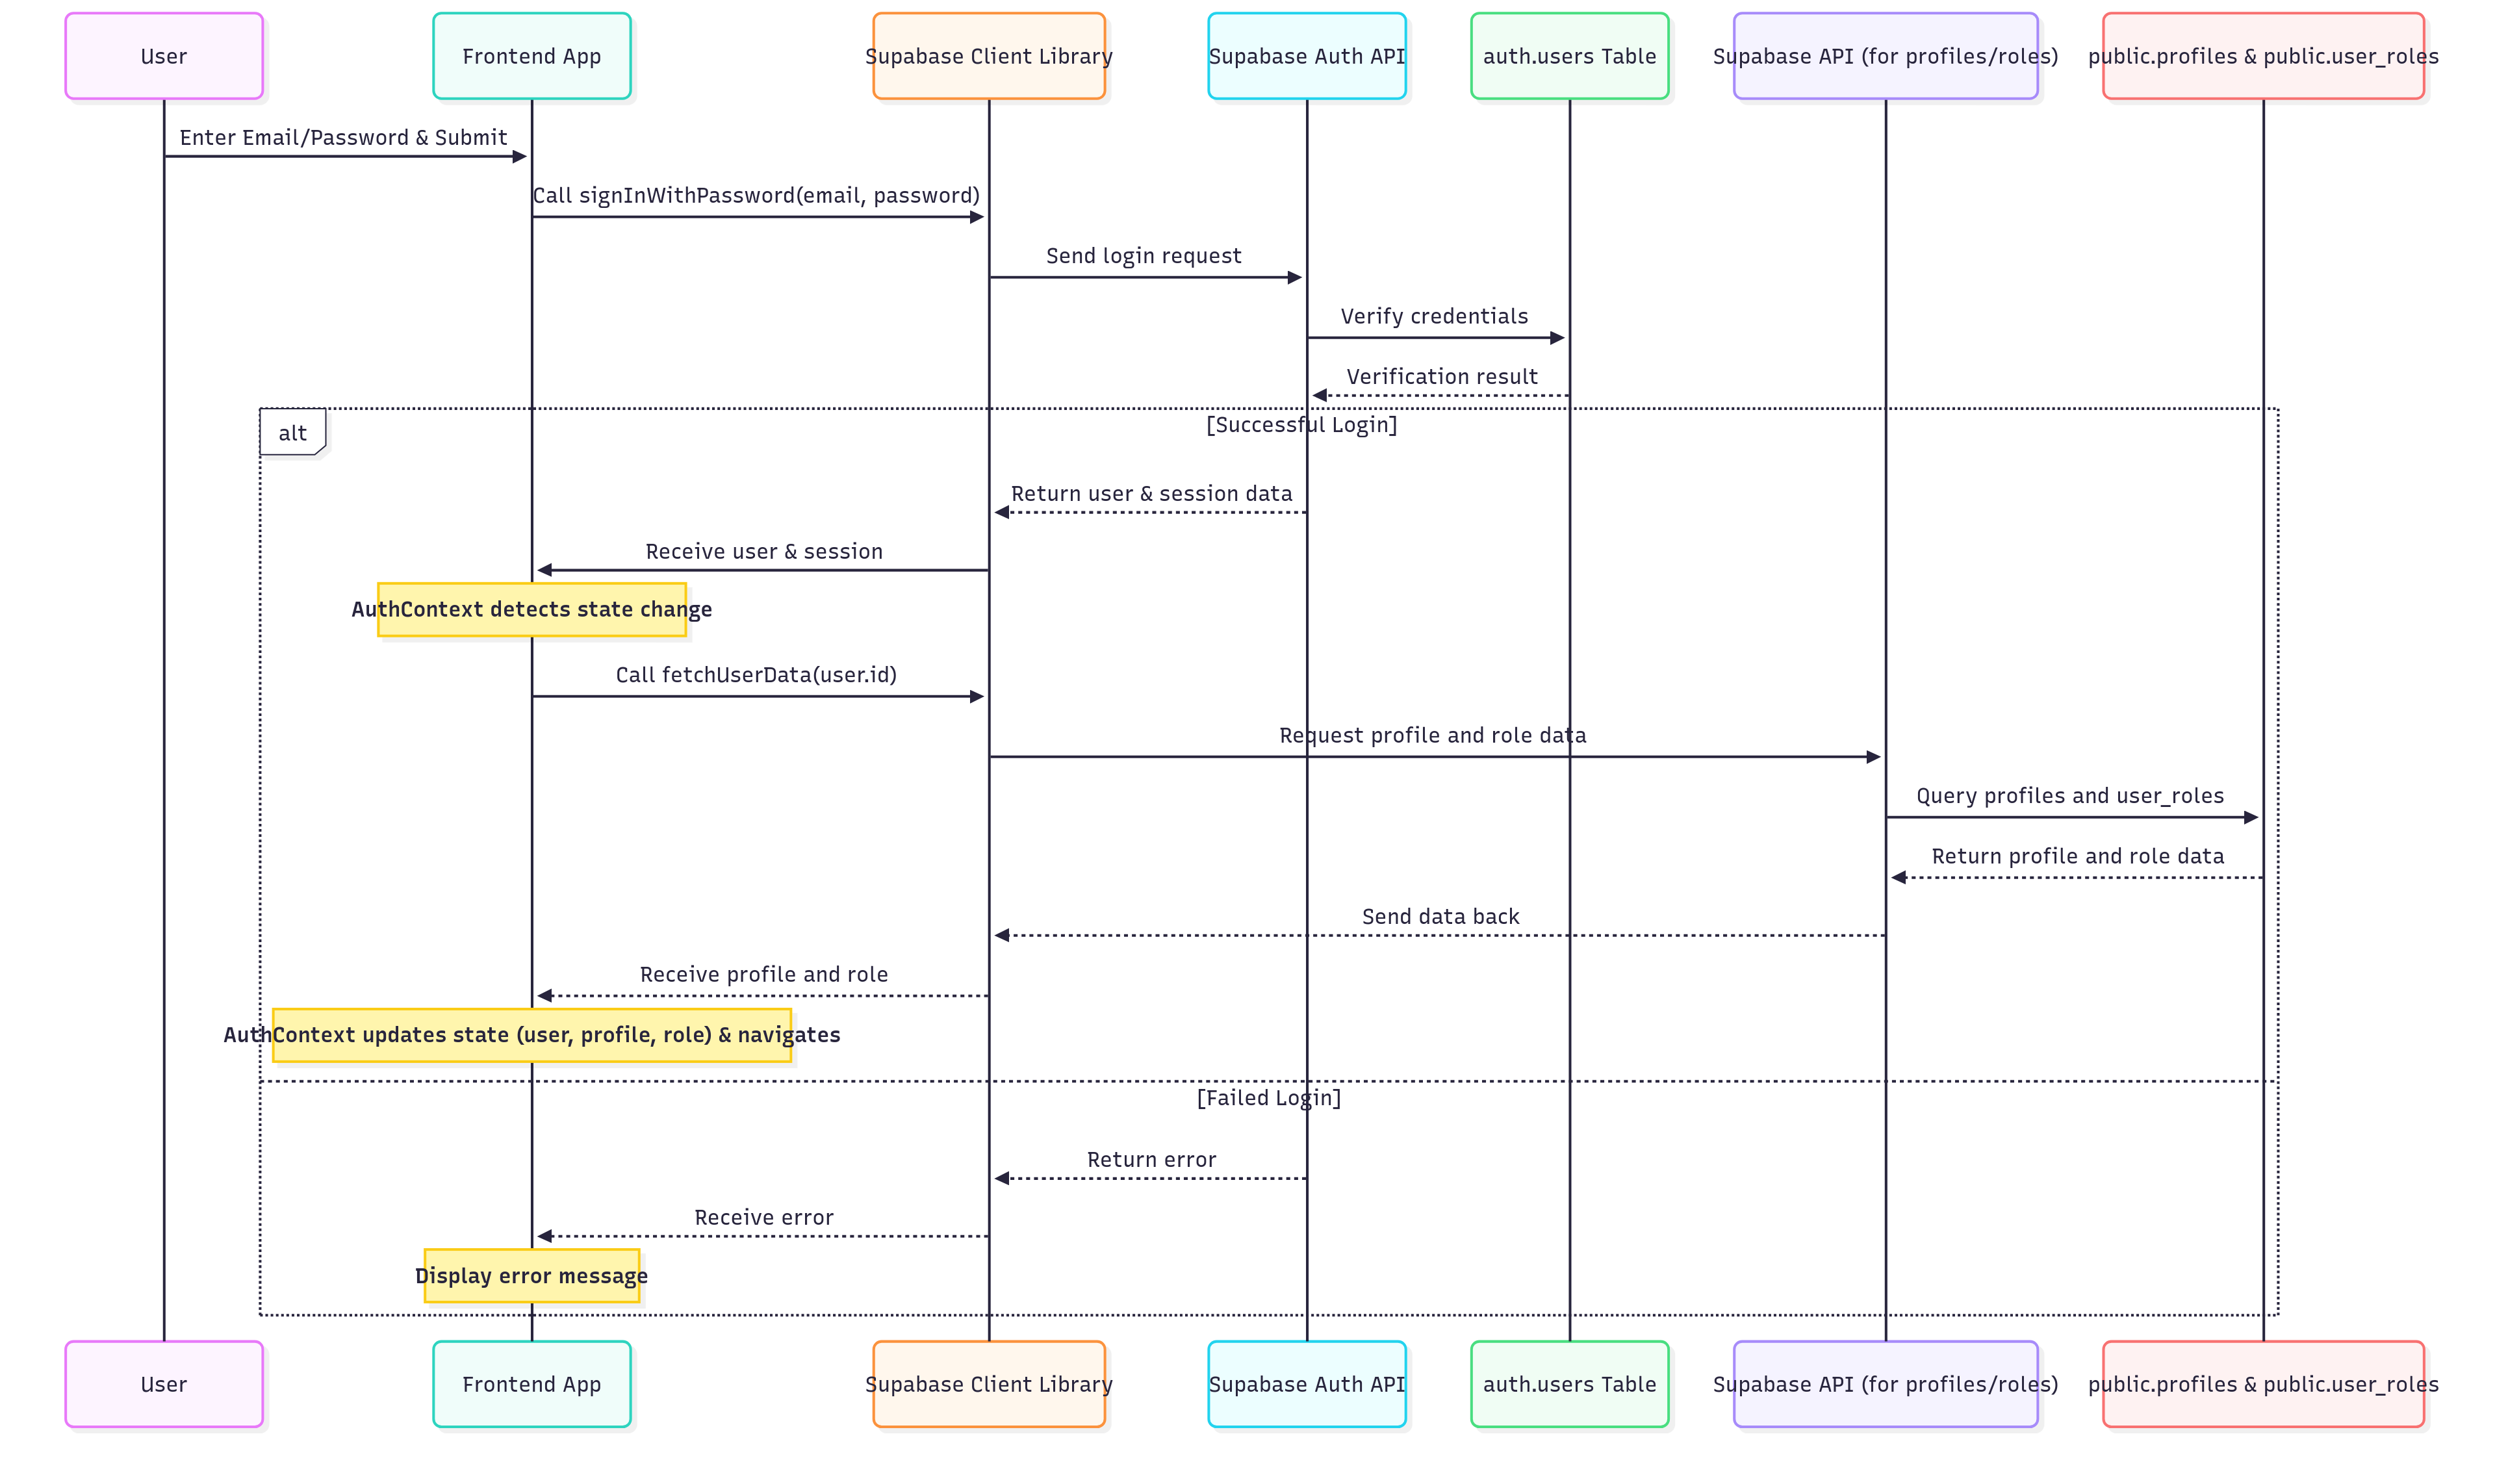 User
Frontend App
Supabase Client Library
Supabase Auth API
auth.users Table
Supabase API (for profiles/roles)
public.profiles & public.user_roles
Enter Email/Password & Submit
Call signInWithPassword(email, password)
Send login request
Verify credentials
Verification result
alt
[Successful Login]
Return user & session data
Receive user & session
AuthContext detects state change
Call fetchUserData(user.id)
Request profile and role data
Query profiles and user_roles
Return profile and role data
Send data back
Receive profile and role
AuthContext updates state (user, profile, role) & navigates
[Failed Login]
Return error
Receive error
Display error message
User
Frontend App
Supabase Client Library
Supabase Auth API
auth.users Table
Supabase API (for profiles/roles)
public.profiles & public.user_roles